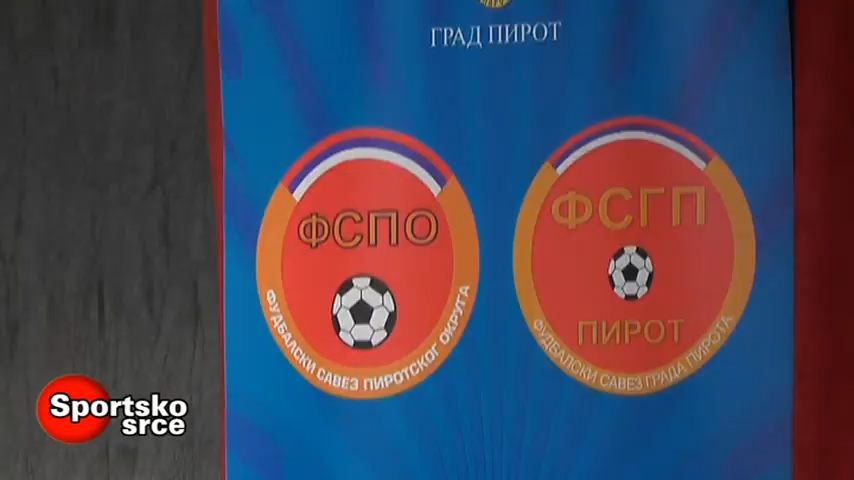 ГРАД ПИРОТ
ФСПО
ФУДБАЛСКИ САВЕЗ ПИРОТСКОГ ОКРУГА
ФСГП
ПИРОТ
ФУДБАЛСКИ САВЕЗ ГРАДА ПИРОТА
Sportsko
srce